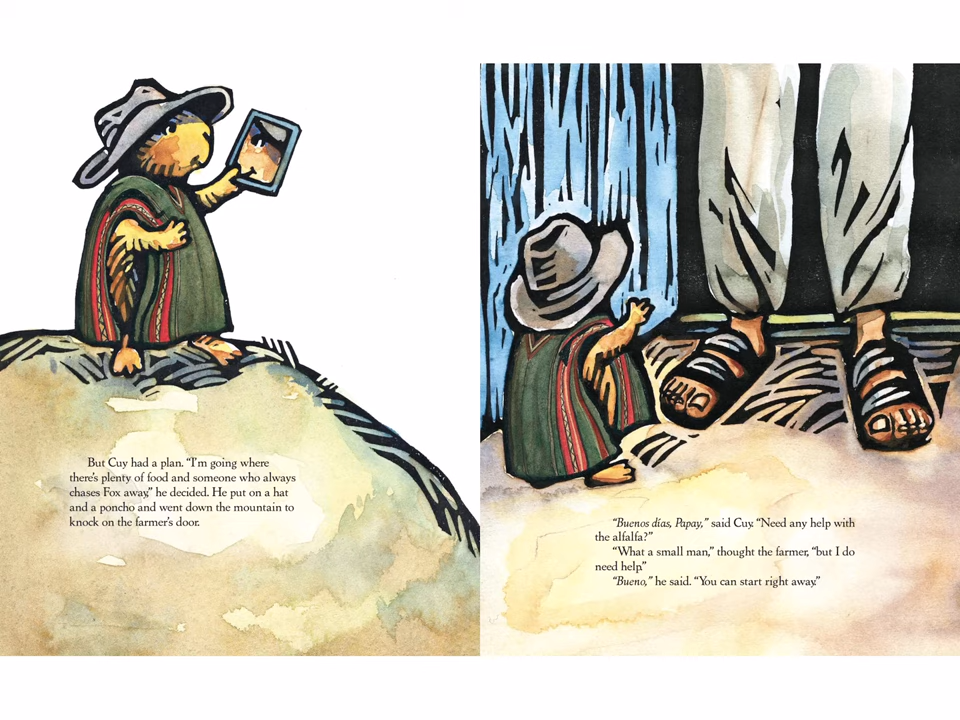 But Cuy had a plan. “I’m going where
there’s plenty of food and someone who always
chases Fox away,” he decided. He put on a hat
and a poncho and went down the mountain to
knock on the farmer’s door.
“Buenos días, Papay,” said Cuy. “Need any help with
the alfalfa?”
“What a small man,” thought the farmer, “but I do
need help.”
“Bueno,” he said. “You can start right away.”